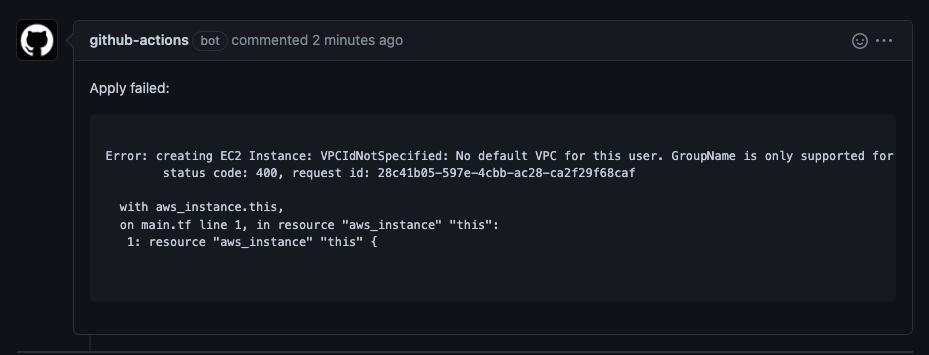 github-actions bot commented 2 minutes ago
Apply failed:
Error: creating EC2 Instance: VPCIdNotSpecified: No default VPC for this user. GroupName is only supported for
status code: 400, request id: 28c41b05-597e-4cbb-ac28-ca2f29f68caf
with aws_instance.this,
on main.tf line 1, in resource "aws_instance" "this":
1: resource "aws_instance" "this" {